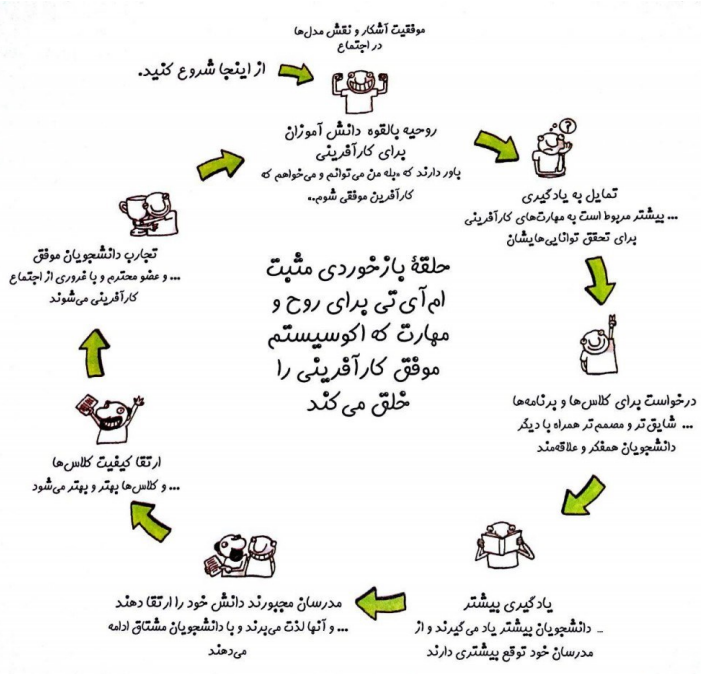 موفقیت آشکار و نقش مدل‌ها
در اجتماع
از اینجا شروع کنید.
روحیه بالقوه دانش آموزان
برای کارآفرینی
باور دارند که «بله من می‌توانم و می‌خواهم که
کارآفرین موفقی شوم»..
تمایل به یادگیری
... بیشتر مربوط است به مهارت‌های کارآفرینی
برای تحقق توانایی‌هایشان
درخواست برای کلاس‌ها و برنامه‌ها
... شایق‌تر و مصمم‌تر همراه با دیگر
دانشجویان همفکر و علاقه‌مند
یادگیری بیشتر
_ دانشجویان بیشتر یاد می‌گیرند و از
مدرسان خود توقع بیشتری دارند
مدرسان مجبورند دانش خود را ارتقا دهند
... و آنها لذت می‌برند و با دانشجویان مشتاق ادامه
می‌دهند
ارتقا کیفیت کلاس‌ها
... و کلاس‌ها بهتر و بهتر می‌شود
تجارب دانشجویان موفق
... و عضو محترم و با غروری از اجتماع
کارآفرینی می‌شوند
حلقهٔ بازخوردی مثبت
ام‌آی‌تی برای روح و
مهارت که اکوسیستم
موفق کارآفرینی را
خلق می‌کند